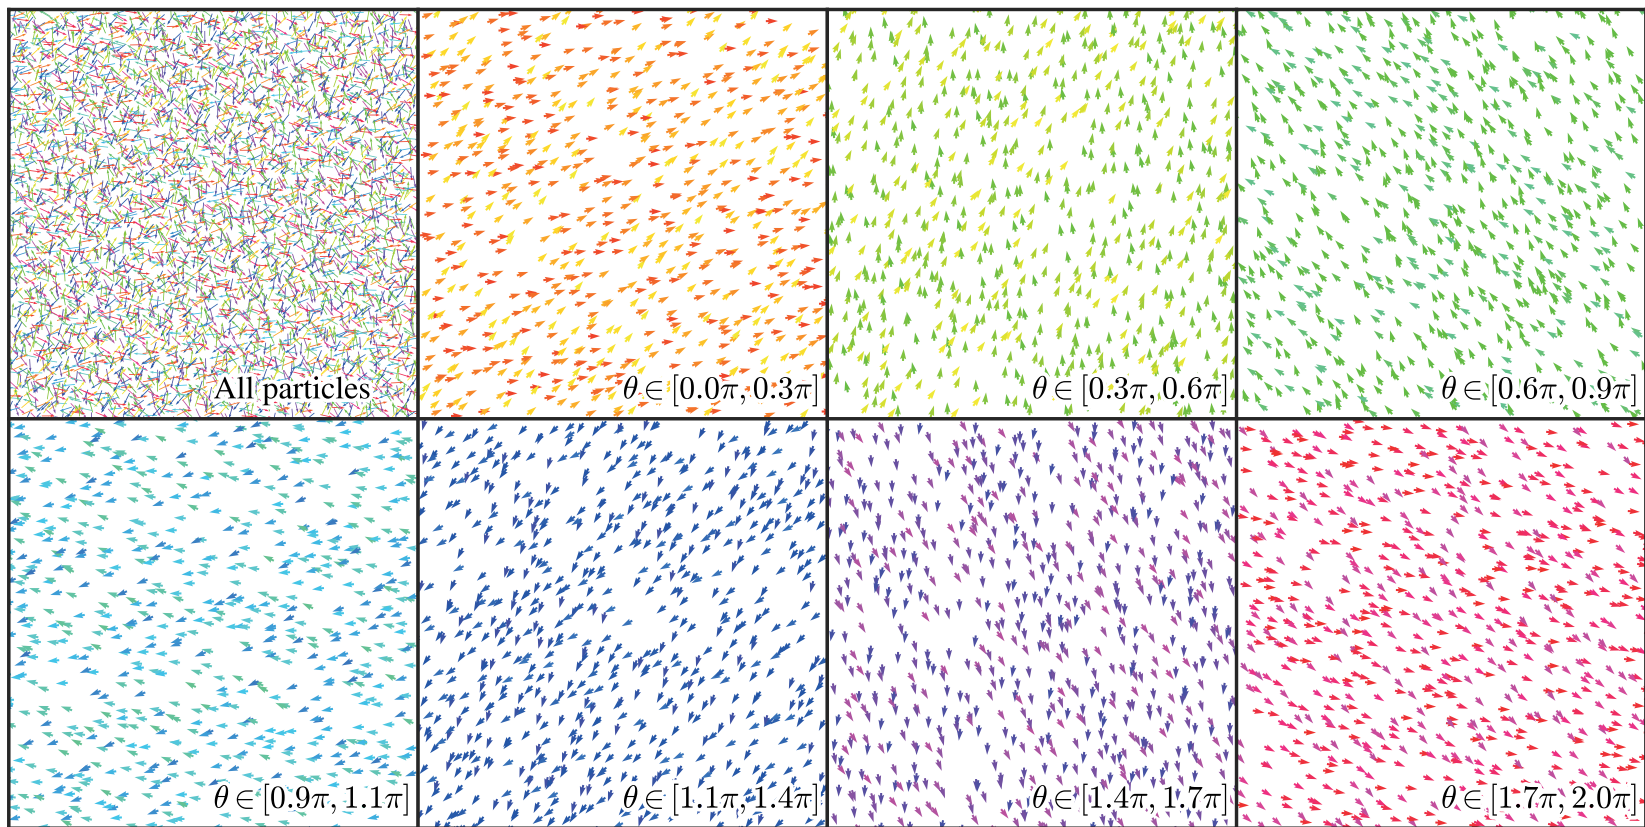 All particles
θ ∈ [0.0π, 0.3π]
θ ∈ [0.3π, 0.6π]
θ ∈ [0.6π, 0.9π]
θ ∈ [0.9π, 1.1π]
θ ∈ [1.1π, 1.4π]
θ ∈ [1.4π, 1.7π]
θ ∈ [1.7π, 2.0π]